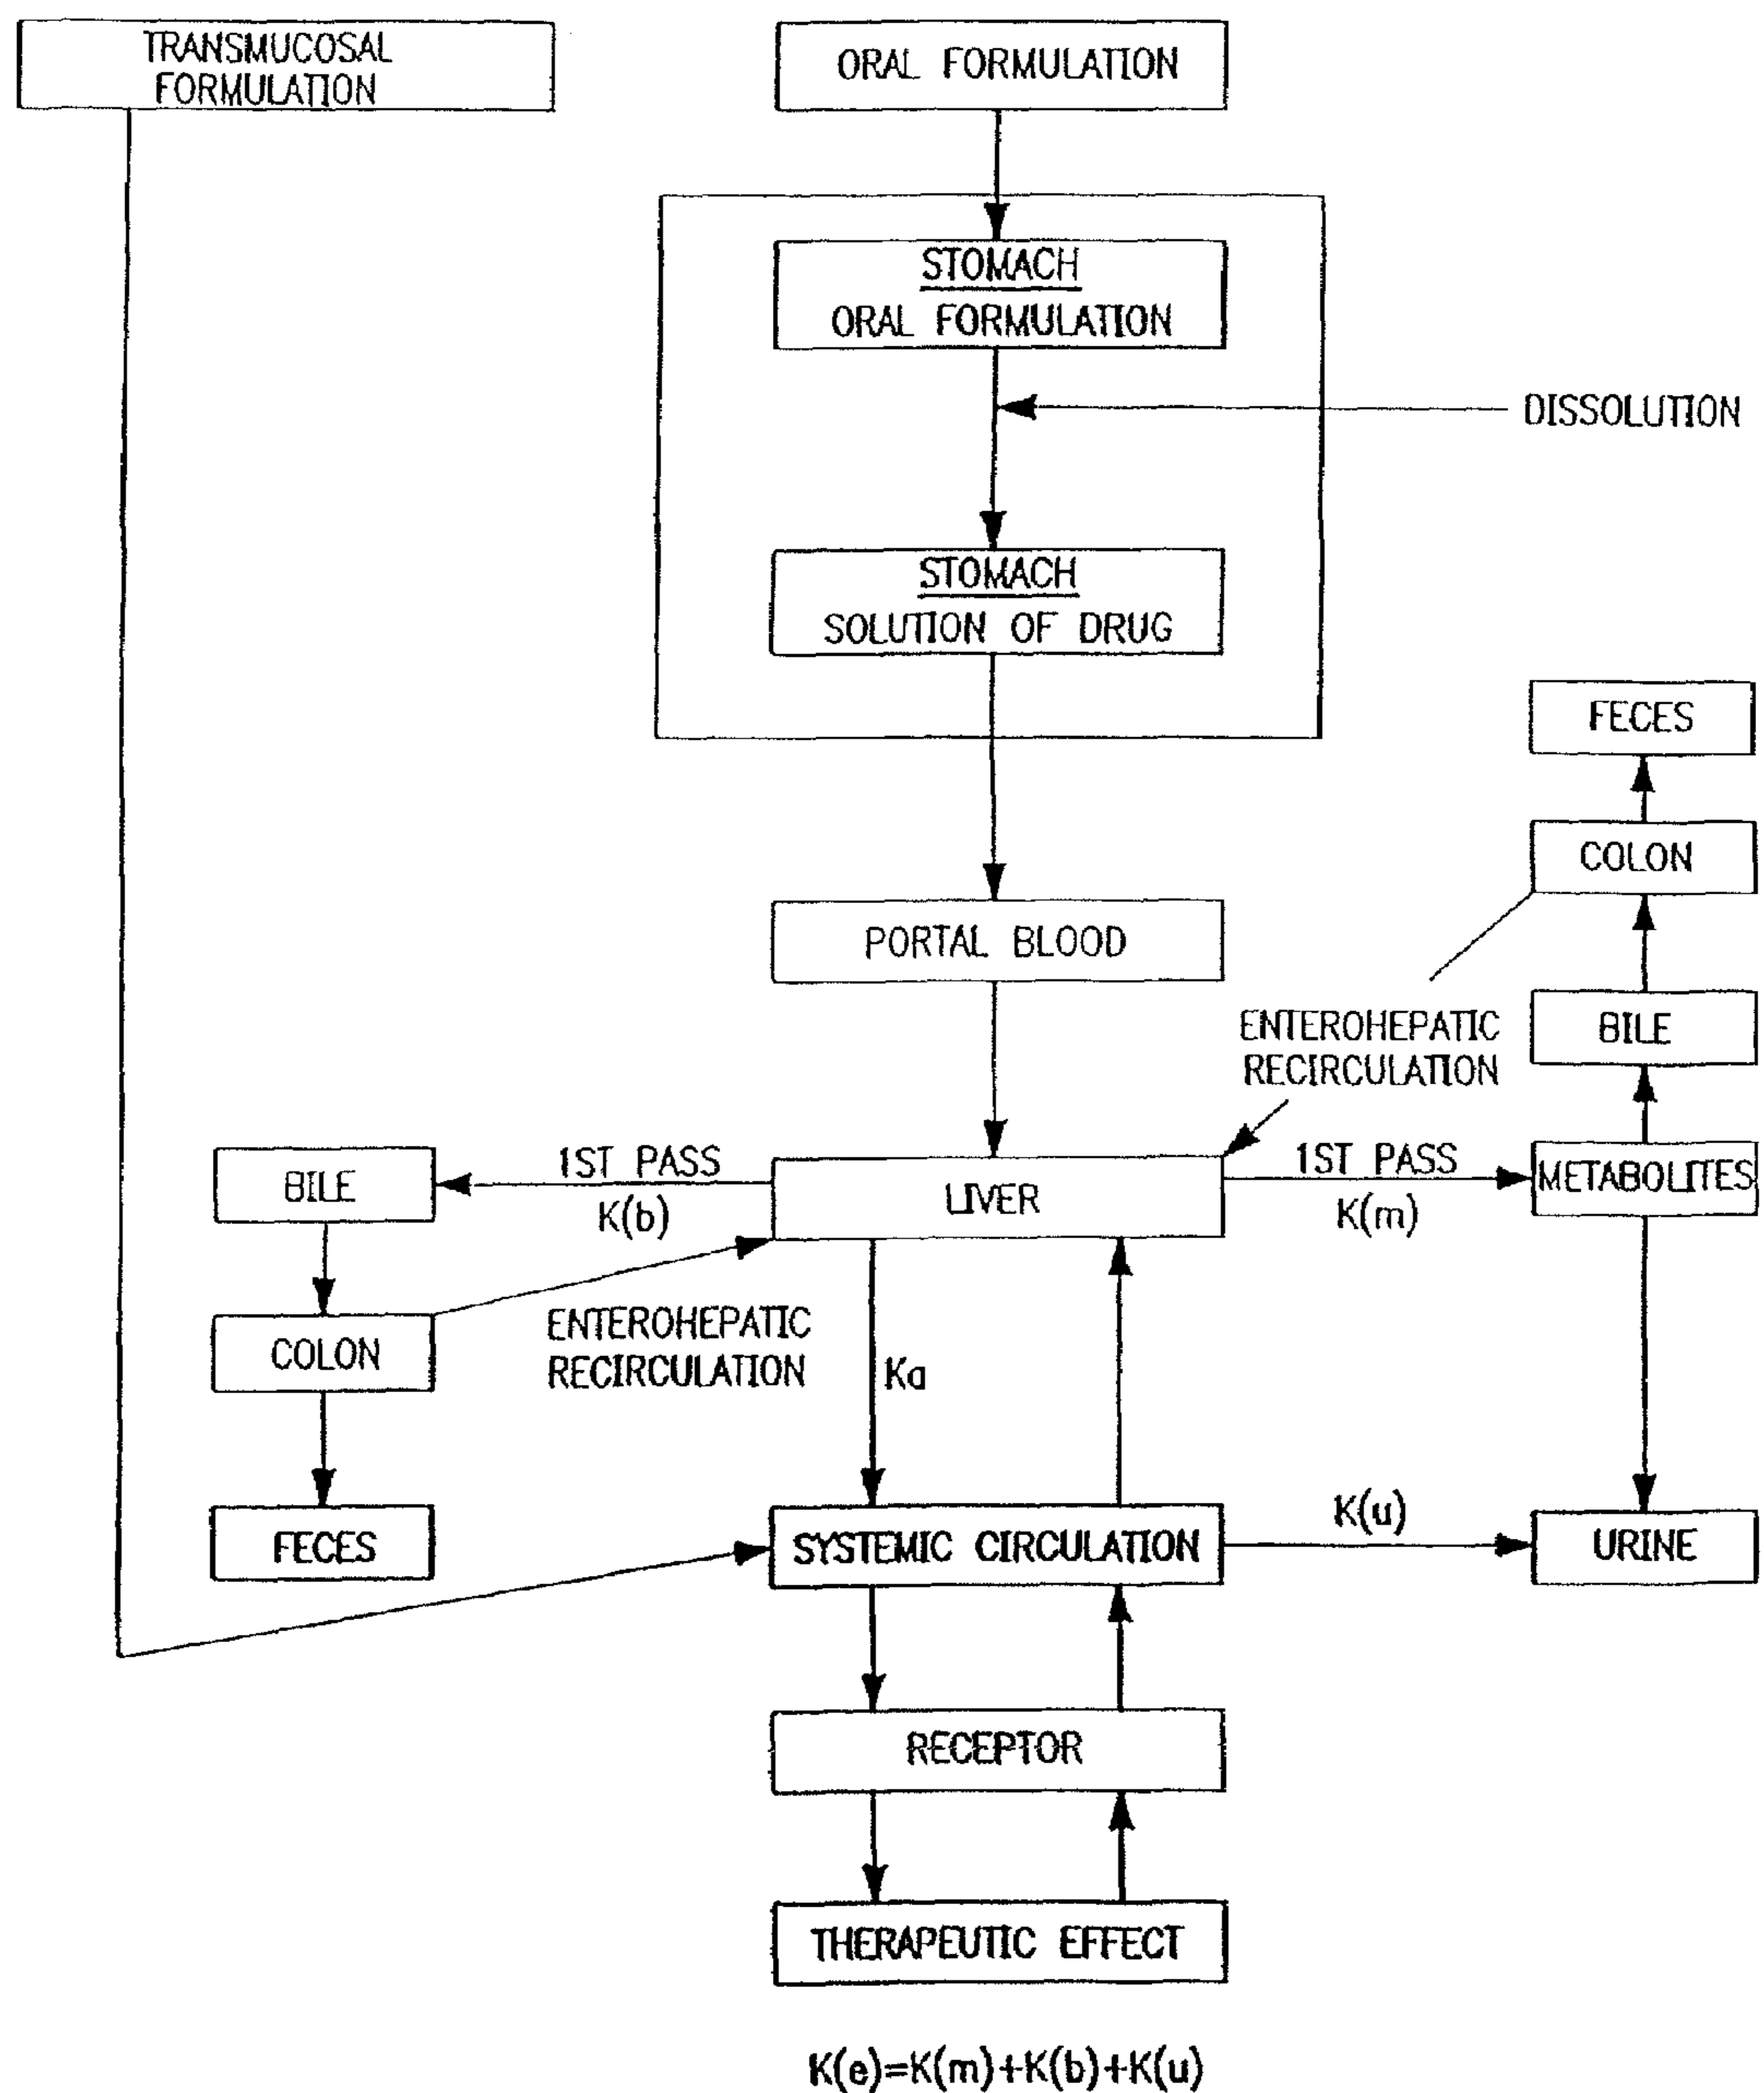 TRANSMUCOSAL
FORMULATION
ORAL FORMULATION
STOMACH
ORAL FORMULATION
DISSOLUTION
STOMACH
SOLUTION OF DRUG
FECES
COLON
PORTAL BLOOD
ENTEROHEPATIC
RECIRCULATION
BILE
BILE
1ST PASS
K(b)
LIVER
1ST PASS
K(m)
METABOLITES
COLON
ENTEROHEPATIC
RECIRCULATION
Ka
FECES
SYSTEMIC CIRCULATION
K(u)
URINE
RECEPTOR
THERAPEUTIC EFFECT
K(e)=K(m)+K(b)+K(u)